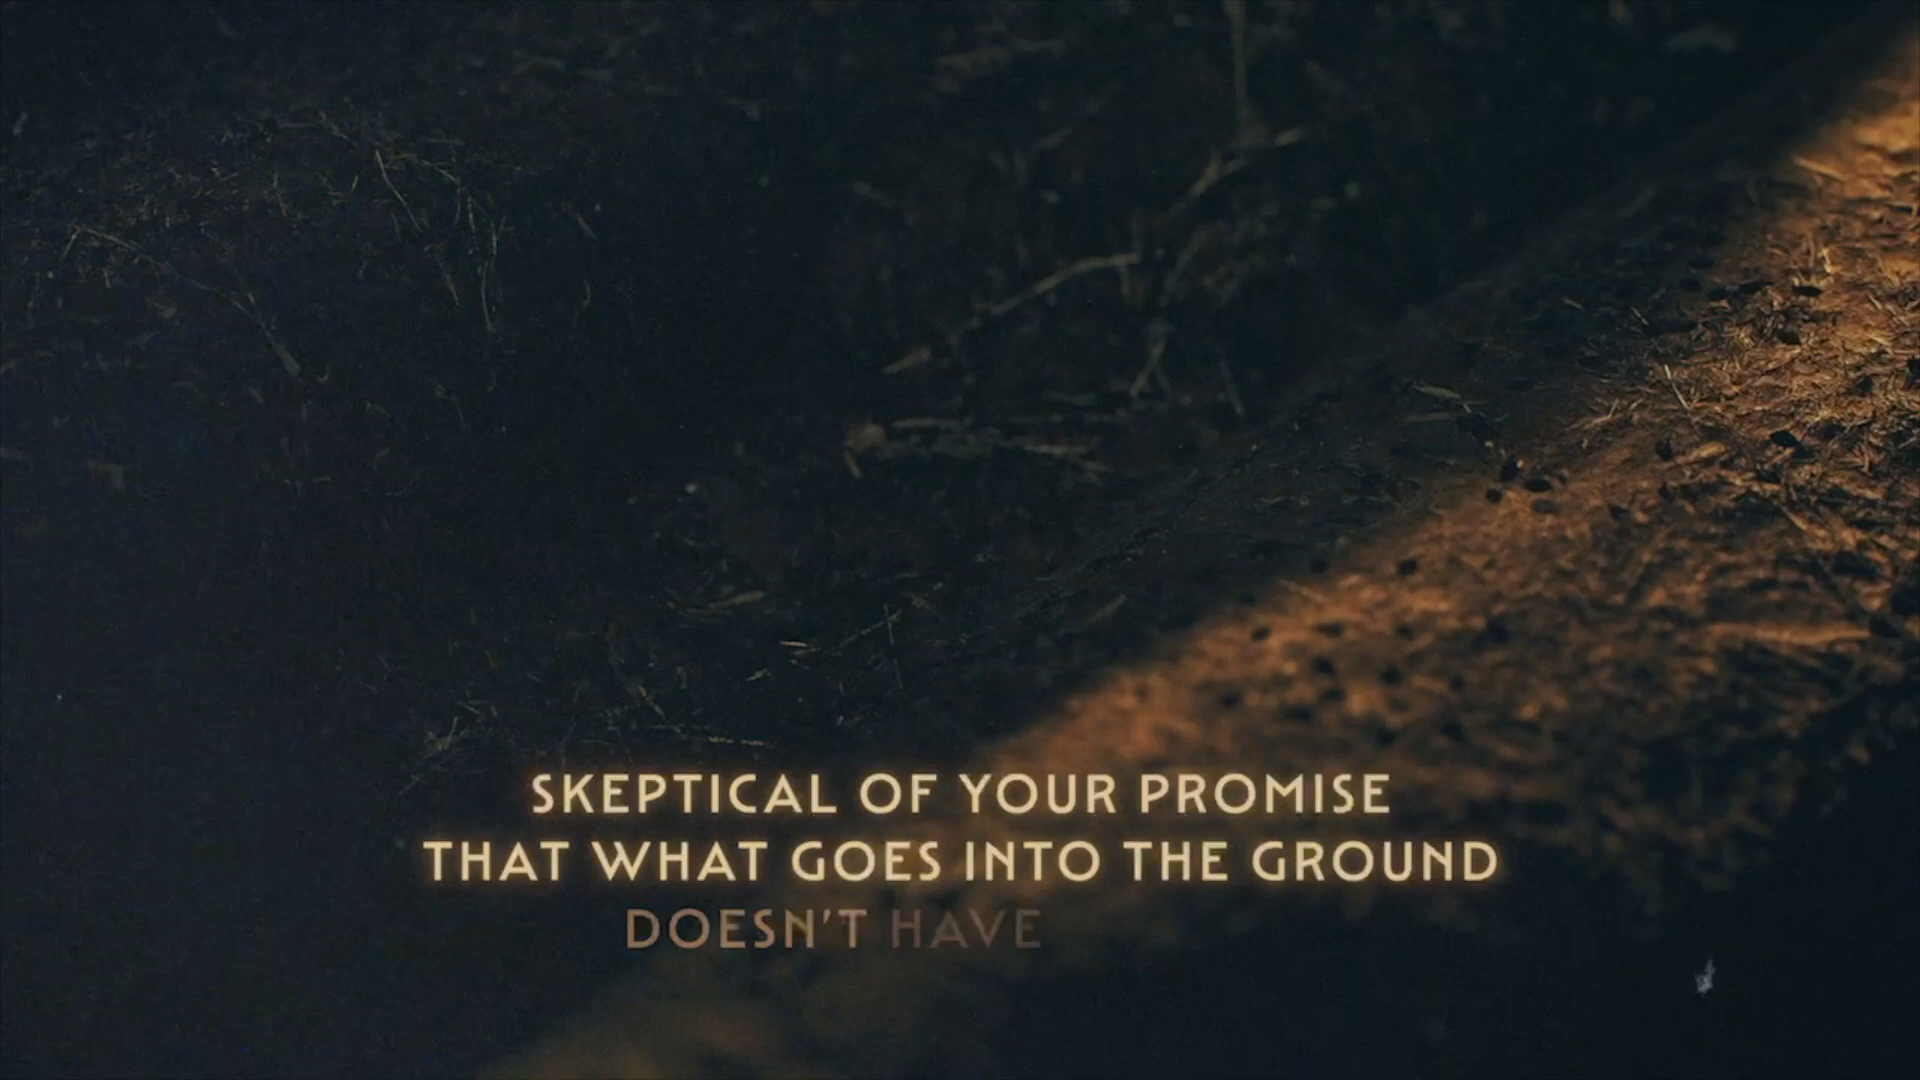 SKEPTICAL OF YOUR PROMISE
THAT WHAT GOES INTO THE GROUND
DOESN'T HAVE